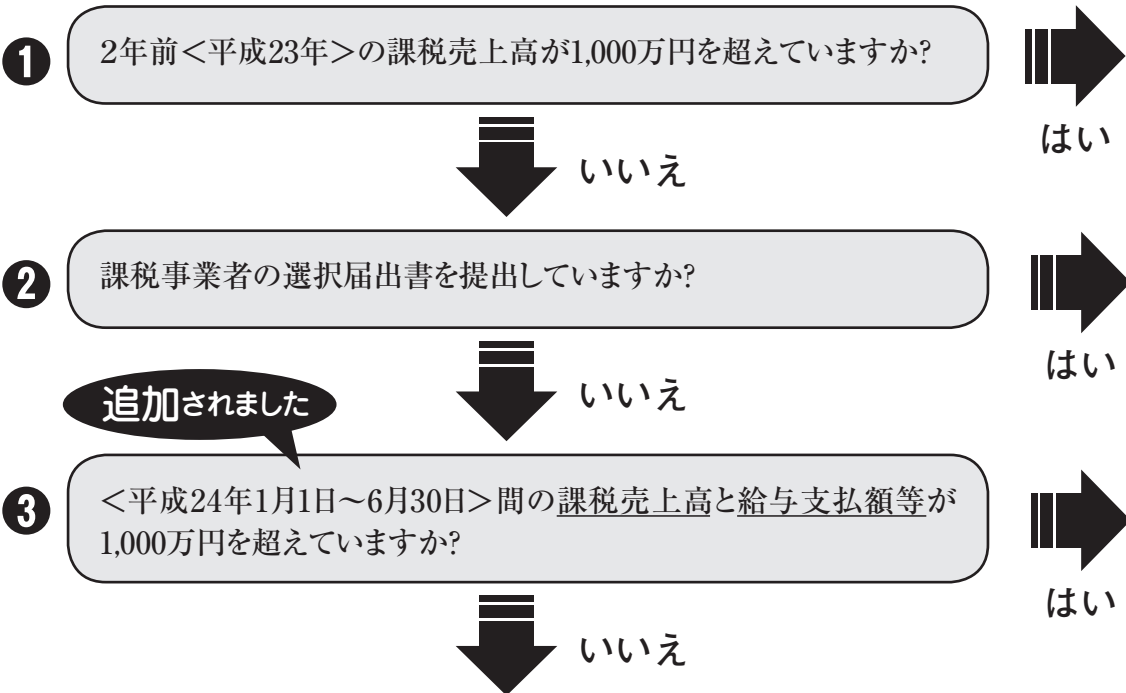 ❶ 2年前<平成23年>の課税売上高が1,000万円を超えていますか?
はい
いいえ
❷ 課税事業者の選択届出書を提出していますか?
はい
いいえ
追加されました
❸ <平成24年1月1日～6月30日>間の課税売上高と給与支払額等が
1,000万円を超えていますか?
はい
いいえ